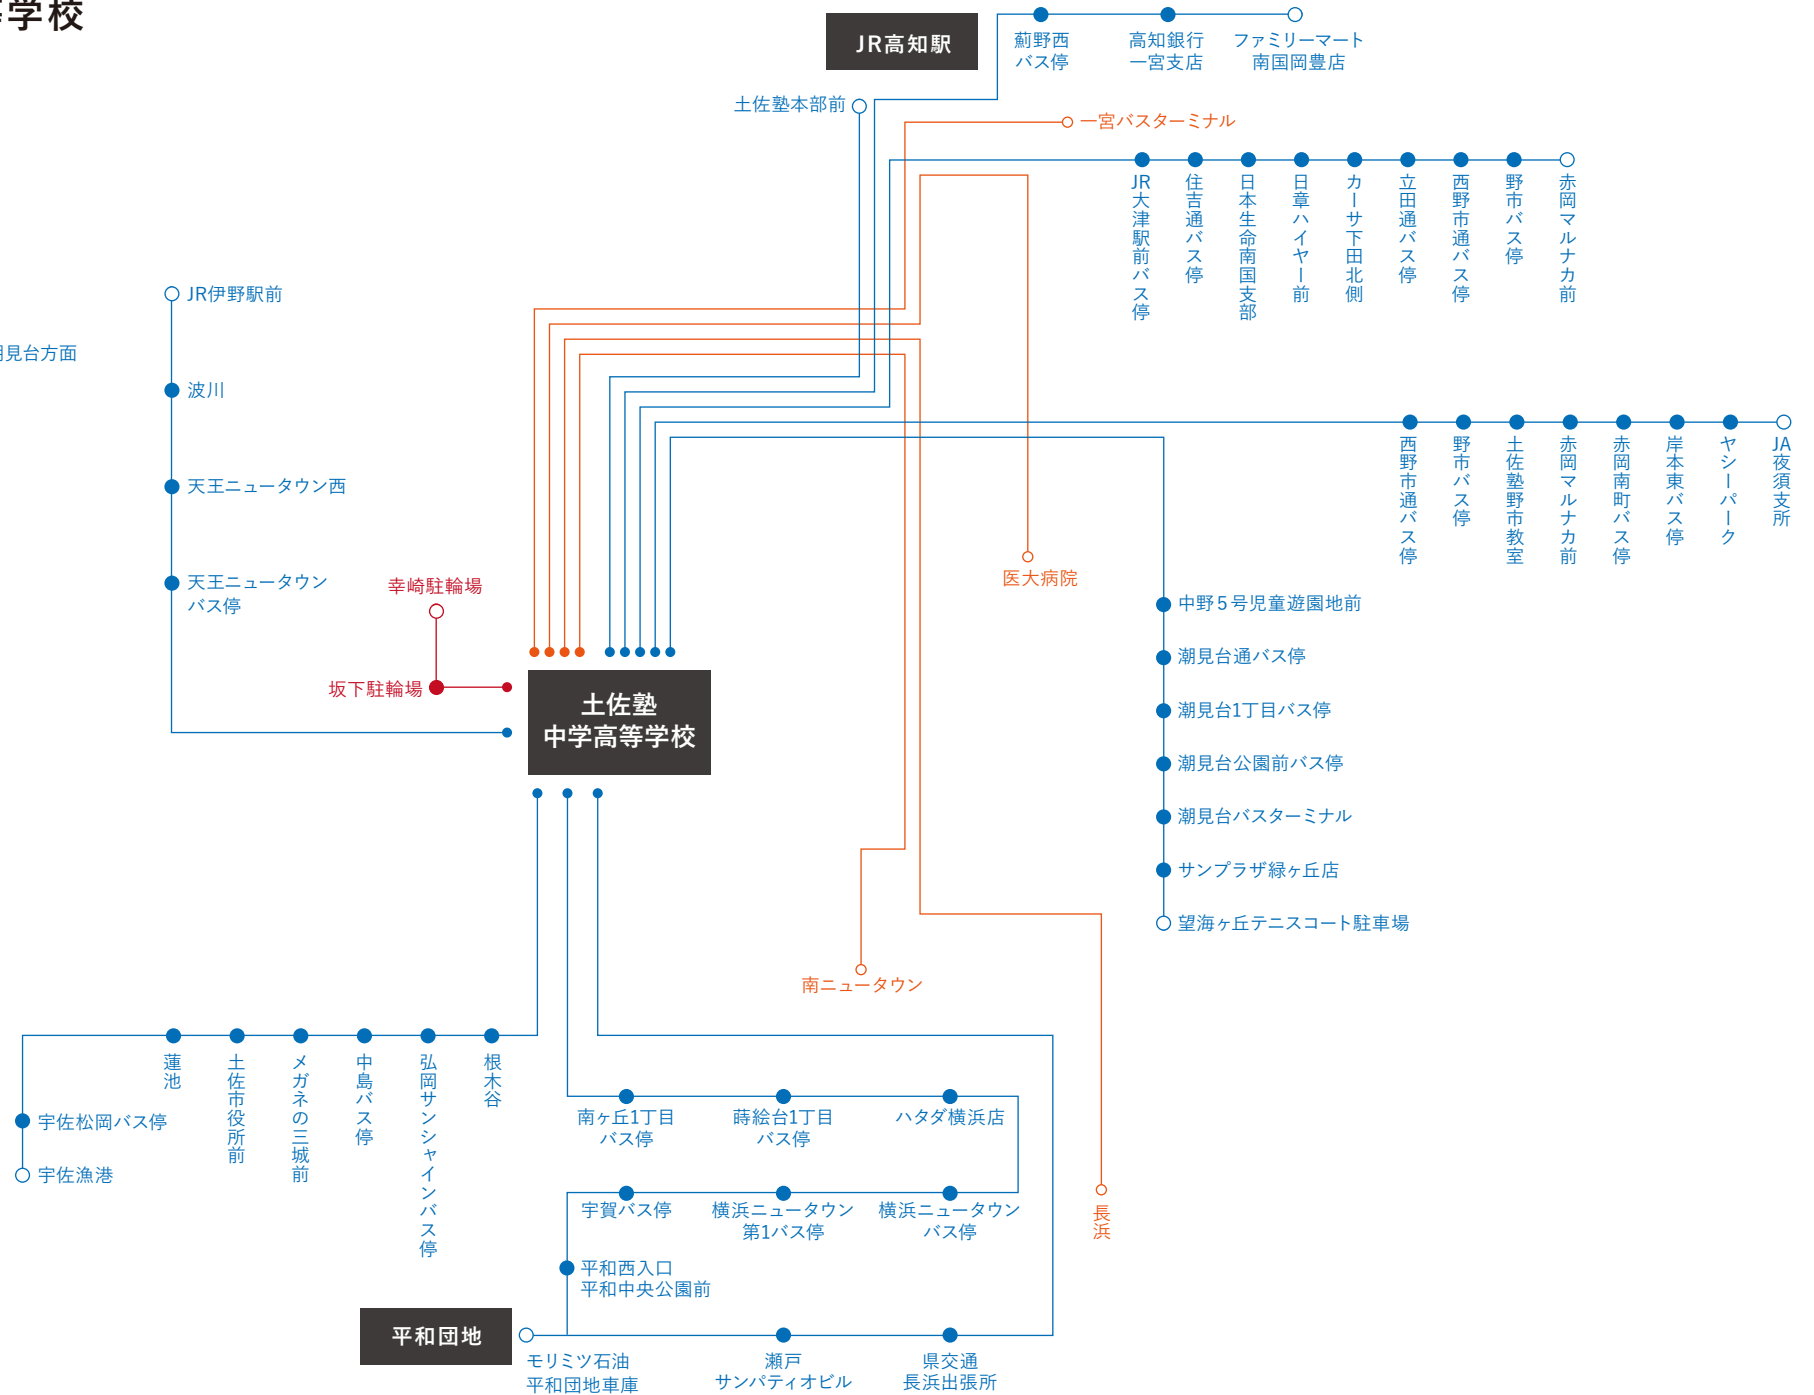 学校
JR高知駅
薊野西
バス停
高知銀行
一宮支店
ファミリーマート
南国岡豊店
土佐塾本部前
一宮バスターミナル
JR大津駅前バス停
住吉通バス停
日本生命南国支部
日章ハイヤー前
カーサ下田北側
立田通バス停
西野市通バス停
野市バス停
赤岡マルナカ前
JR伊野駅前
見台方面
波川
天王ニュータウン西
天王ニュータウン
バス停
西野市通バス停
野市バス停
土佐塾野市教室
赤岡マルナカ前
赤岡南町バス停
岸本東バス停
ヤシーパーク
JA夜須支所
幸崎駐輪場
坂下駐輪場
医大病院
土佐塾
中学高等学校
中野5号児童遊園地前
潮見台通バス停
潮見台1丁目バス停
潮見台公園前バス停
潮見台バスターミナル
サンプラザ緑ヶ丘店
望海ヶ丘テニスコート駐車場
南ニュータウン
蓮池
土佐市役所前
メガネの三城前
中島バス停
弘岡サンシャインバス停
根木谷
宇佐松岡バス停
宇佐漁港
南ヶ丘1丁目
バス停
蒔絵台1丁目
バス停
ハタダ横浜店
宇賀バス停
横浜ニュータウン
第1バス停
横浜ニュータウン
バス停
長浜
平和西入口
平和中央公園前
平和団地
モリミツ石油
平和団地車庫
瀬戸
サンパティオビル
県交通
長浜出張所